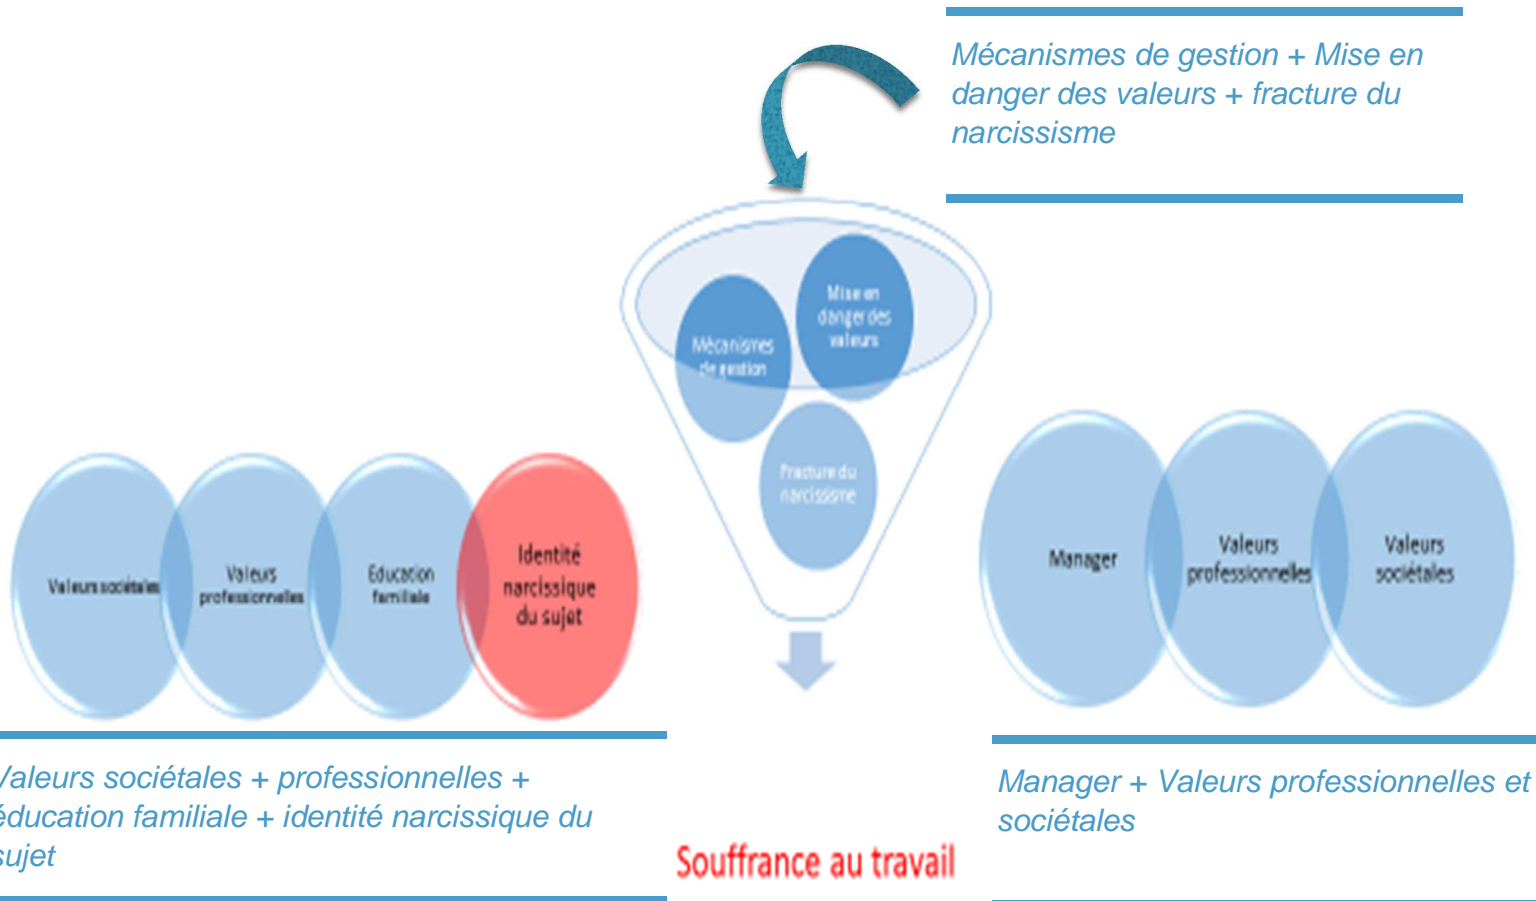 Mécanismes de gestion + Mise en
danger des valeurs + fracture du
narcissisme
Mise en
danger des
valeurs
Mécanismes
de gestion
Fracture du
narcissisme
Valeurs sociétales
Valeurs
professionnelles
Education
familiale
Identité
narcissique
du sujet
Manager
Valeurs
professionnelles
Valeurs
sociétales
Valeurs sociétales + professionnelles +
éducation familiale + identité narcissique du
sujet
Manager + Valeurs professionnelles et
sociétales
Souffrance au travail